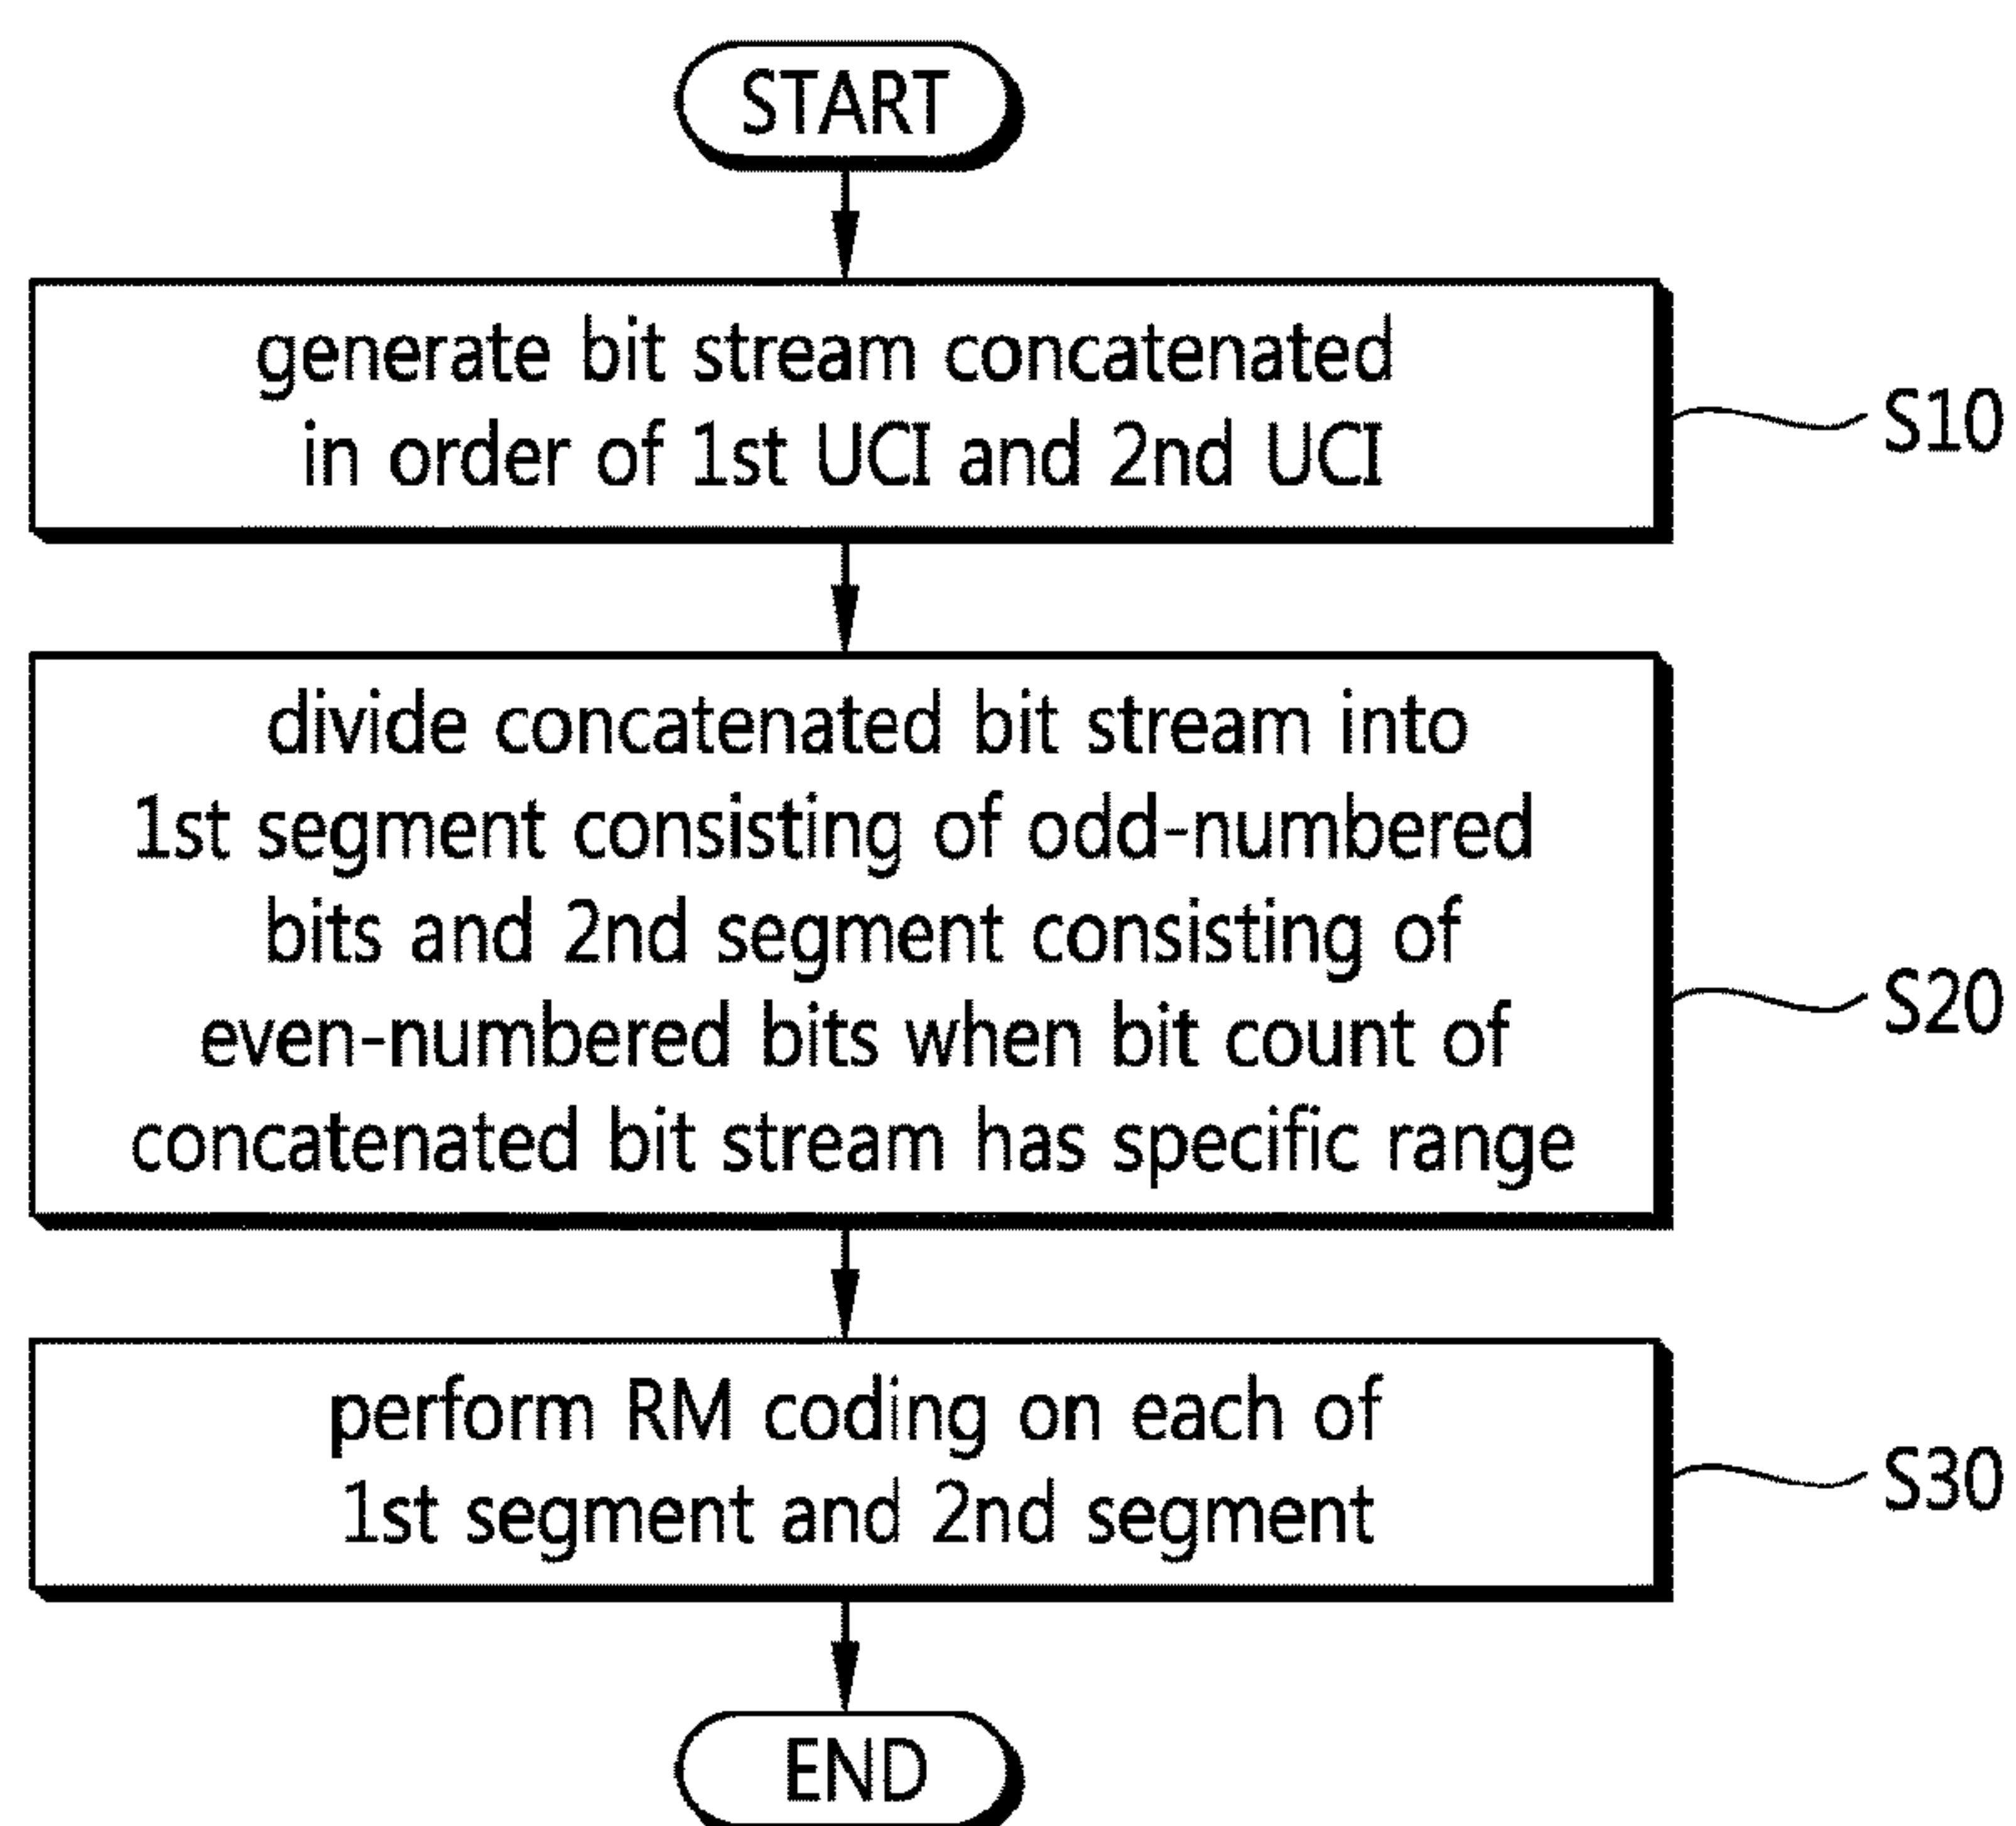 START
generate bit stream concatenated
in order of 1st UCI and 2nd UCI
S10
divide concatenated bit stream into
1st segment consisting of odd-numbered
bits and 2nd segment consisting of
even-numbered bits when bit count of
concatenated bit stream has specific range
S20
perform RM coding on each of
1st segment and 2nd segment
S30
END